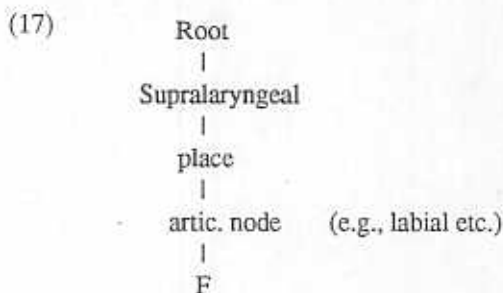 (17) Root
Supralaryngeal
place
artic. node (e.g., labial etc.)
F